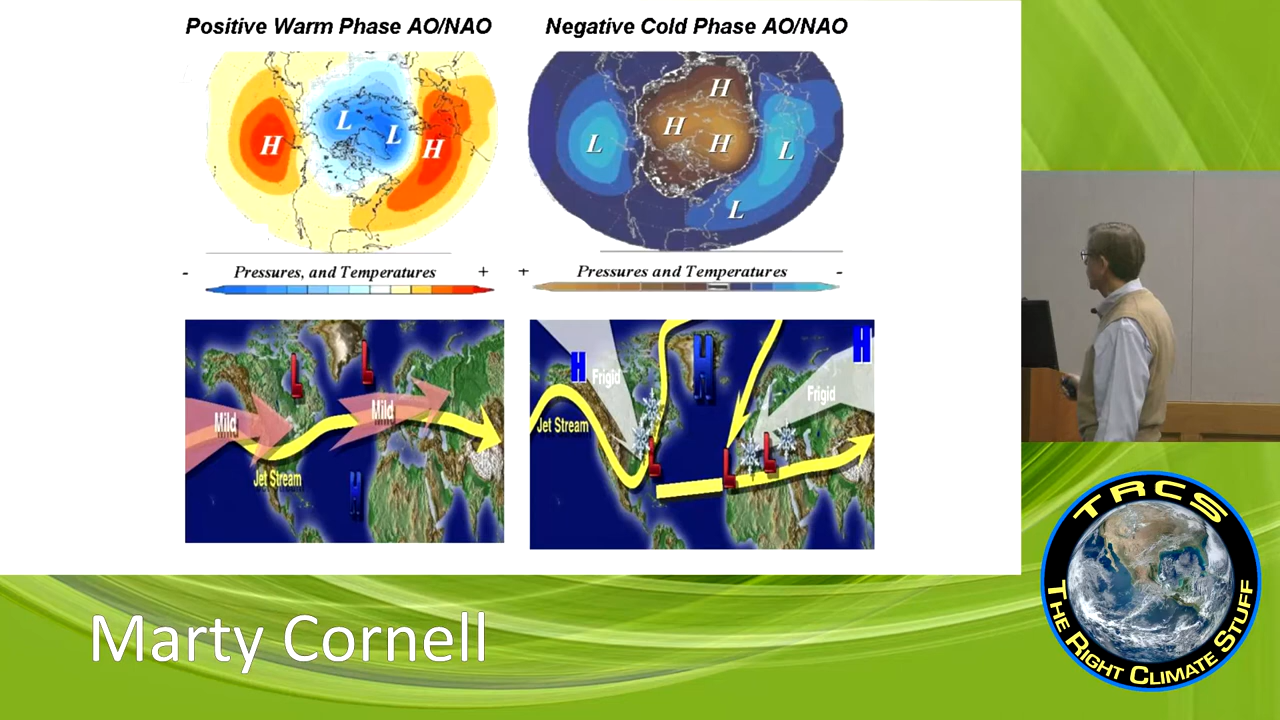 Positive Warm Phase AO/NAO
Negative Cold Phase AO/NAO
H
L
L
H
L
H
H
H
L
L
- Pressures, and Temperatures +
+ Pressures and Temperatures -
L
L
Mild
Mild
Jet Stream
H
H
Frigid
H
H
Frigid
Jet Stream
L
L
L
Marty Cornell
TRCS
THE RIGHT CLIMATE STUFF